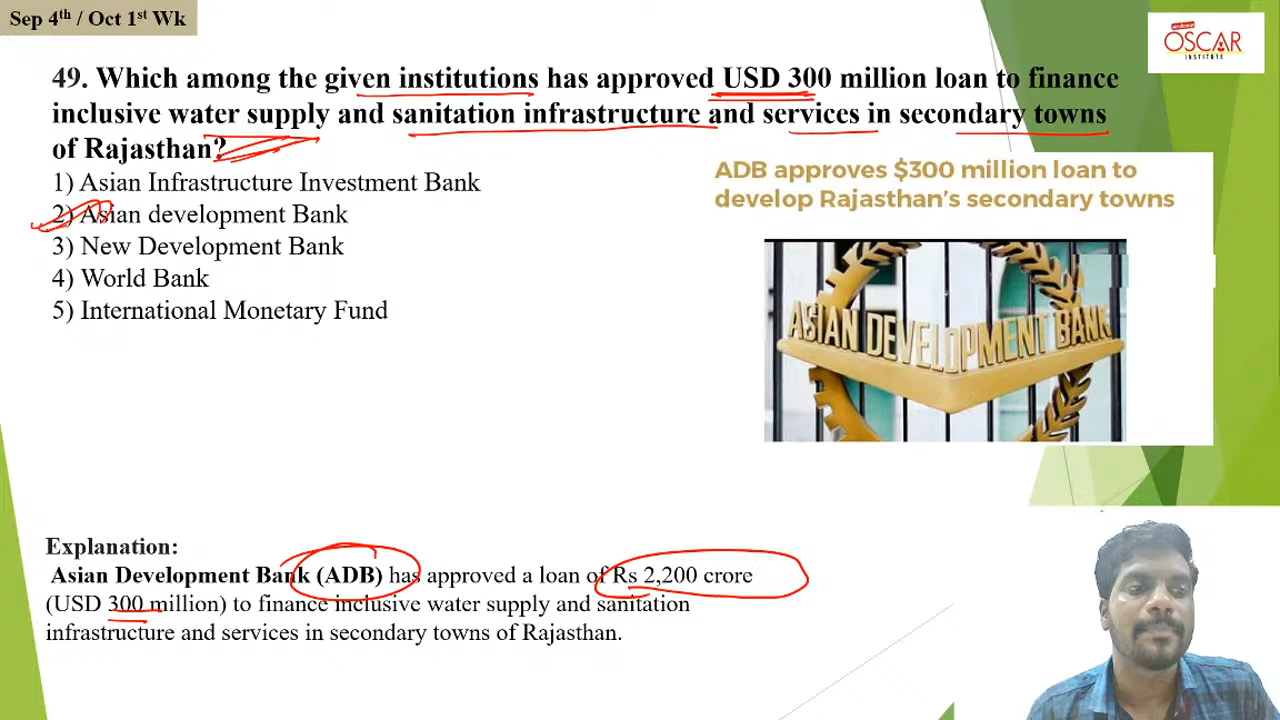 Sep 4th / Oct 1st Wk
OSCAR
INSTITUTE
49. Which among the given institutions has approved USD 300 million loan to finance
inclusive water supply and sanitation infrastructure and services in secondary towns
of Rajasthan?
1) Asian Infrastructure Investment Bank
2) Asian development Bank
3) New Development Bank
4) World Bank
5) International Monetary Fund
ADB approves $300 million loan to
develop Rajasthan's secondary towns
ASIAN DEVELOPMENT BANK
Explanation:
Asian Development Bank (ADB) has approved a loan of Rs 2,200 crore
(USD 300 million) to finance inclusive water supply and sanitation
infrastructure and services in secondary towns of Rajasthan.